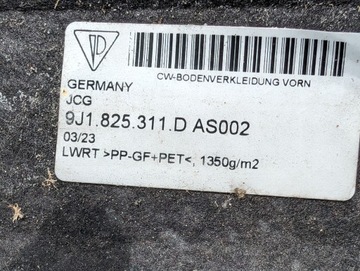 CW-BODENVERKLEIDUNG VORN
GERMANY
JCG
9J1.825.311.D AS002
03/23
LWRT >PP-GF+PET<, 1350g/m2